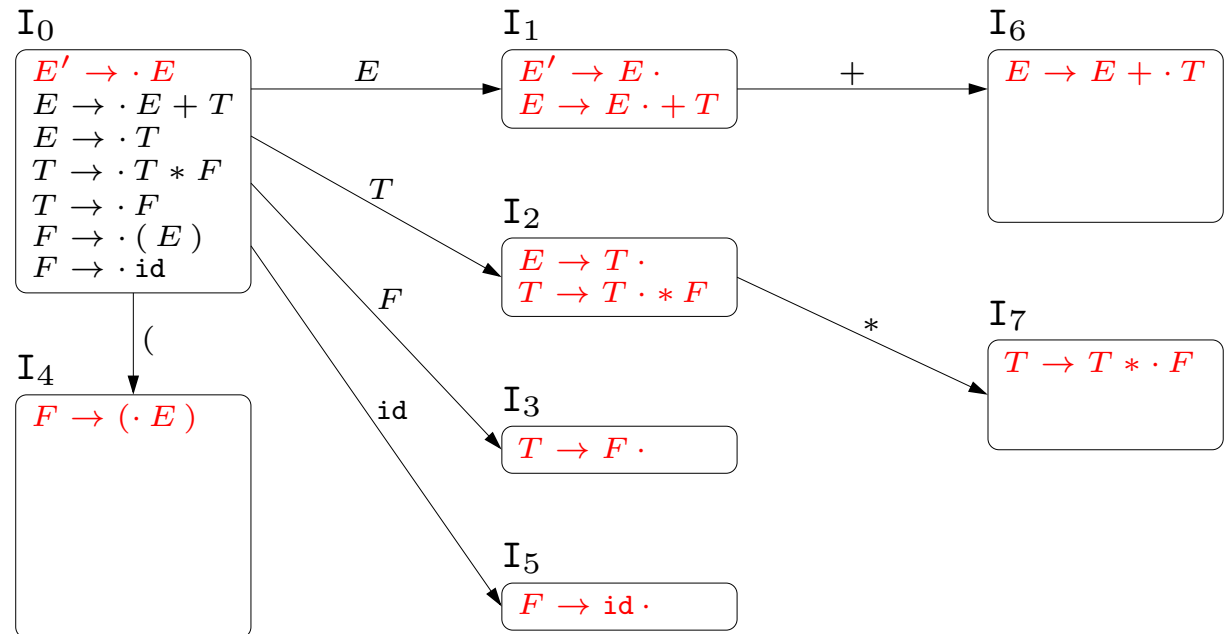 I₀
E′ → · E
E → · E + T
E → · T
T → · T * F
T → · F
F → · ( E )
F → · id
E
I₁
E′ → E ·
E → E · + T
+
I₆
E → E + · T
T
I₂
E → T ·
T → T · * F
*
I₇
T → T * · F
(
I₄
F → (· E )
F
I₃
T → F ·
id
I₅
F → id ·